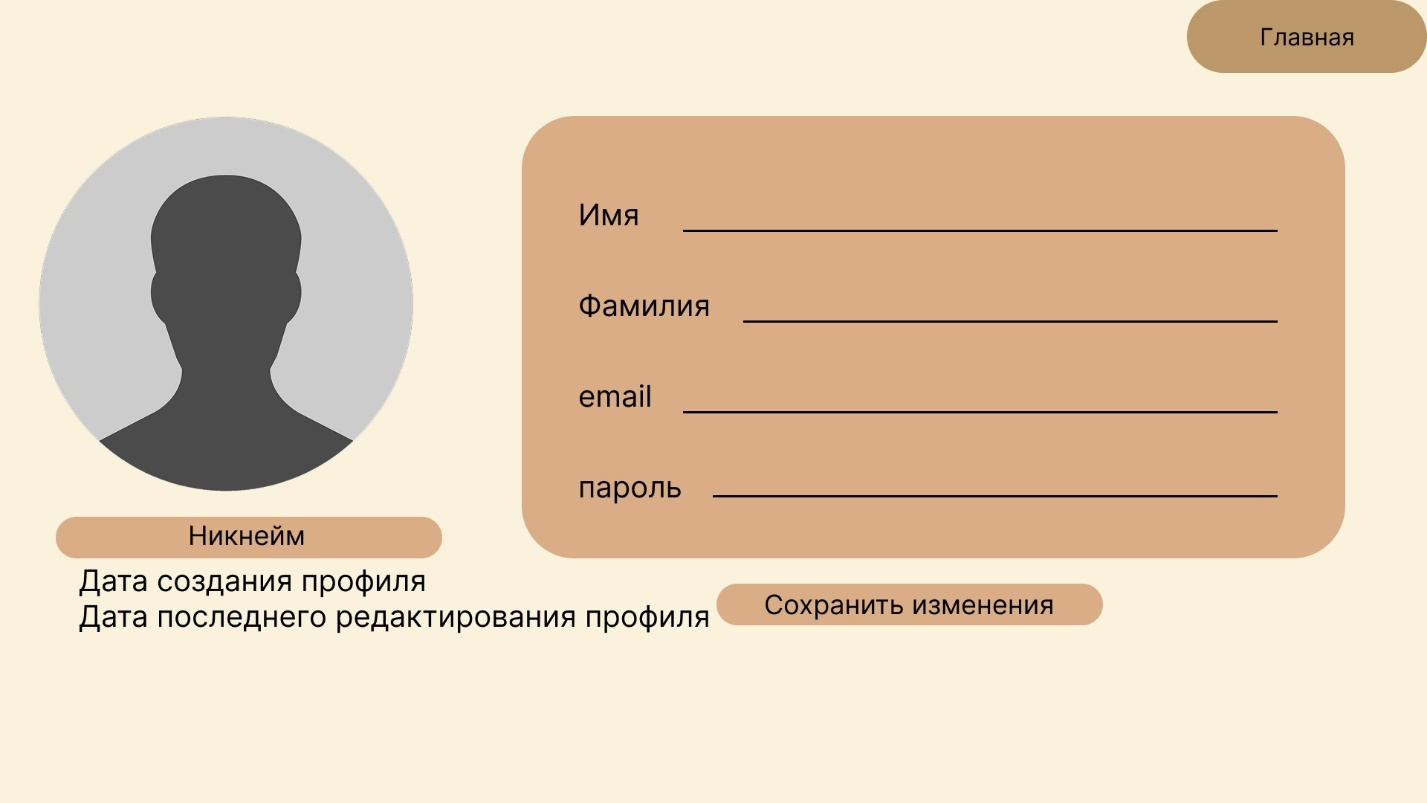 Главная
Имя
Фамилия
email
пароль
Никнейм
Дата создания профиля
Дата последнего редактирования профиля
Сохранить изменения